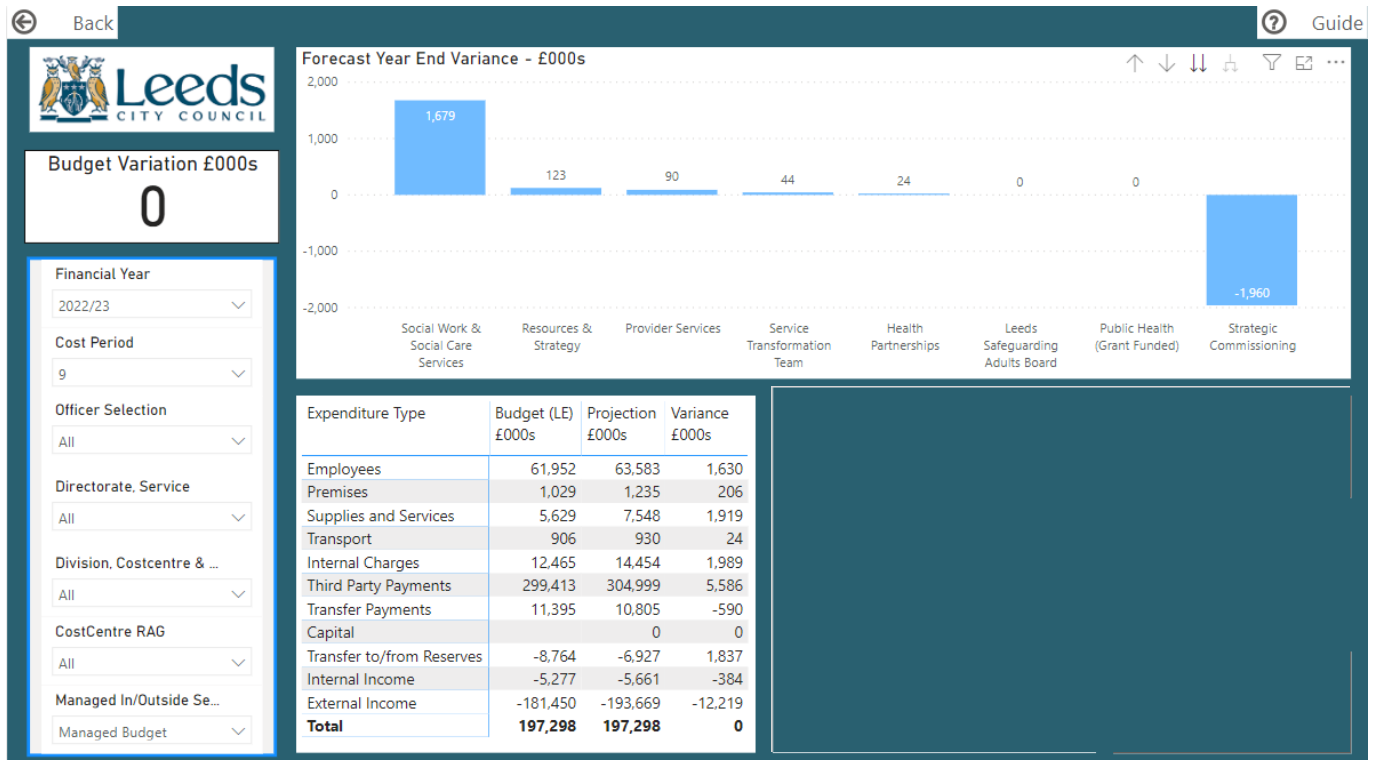 Back
Guide
Leeds
CITY COUNCIL
Budget Variation £000s
0
Financial Year
2022/23
Cost Period
9
Officer Selection
All
Directorate, Service
All
Division, Costcentre & ...
All
CostCentre RAG
All
Managed In/Outside Se...
Managed Budget
Forecast Year End Variance - £000s
2,000
1,000
0
-1,000
-2,000
1,679
123
90
44
24
0
0
-1,960
Social Work &
Social Care
Services
Resources &
Strategy
Provider Services
Service
Transformation
Team
Health
Partnerships
Leeds
Safeguarding
Adults Board
Public Health
(Grant Funded)
Strategic
Commissioning
Expenditure Type Budget (LE) Projection Variance
£000s £000s £000s
Employees 61,952 63,583 1,630
Premises 1,029 1,235 206
Supplies and Services 5,629 7,548 1,919
Transport 906 930 24
Internal Charges 12,465 14,454 1,989
Third Party Payments 299,413 304,999 5,586
Transfer Payments 11,395 10,805 -590
Capital 0 0
Transfer to/from Reserves -8,764 -6,927 1,837
Internal Income -5,277 -5,661 -384
External Income -181,450 -193,669 -12,219
Total 197,298 197,298 0